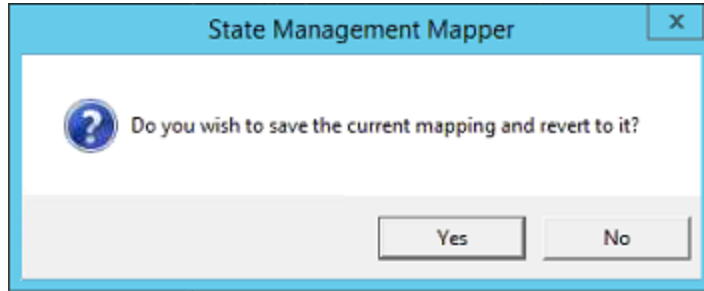 State Management Mapper
x
Do you wish to save the current mapping and revert to it?
Yes No